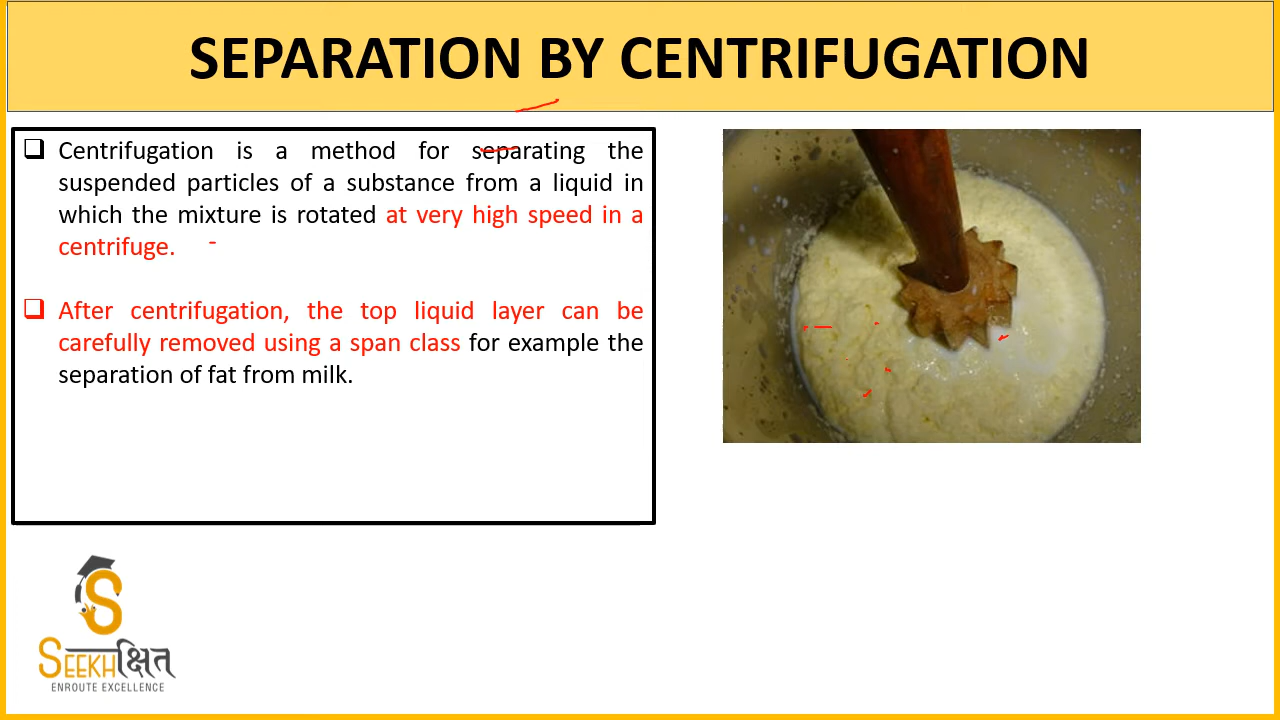 SEPARATION BY CENTRIFUGATION
❑ Centrifugation is a method for separating the
suspended particles of a substance from a liquid in
which the mixture is rotated at very high speed in a
centrifuge.
❑ After centrifugation, the top liquid layer can be
carefully removed using a span class for example the
separation of fat from milk.
S
SEEKHक्षित
ENROUTE EXCELLENCE